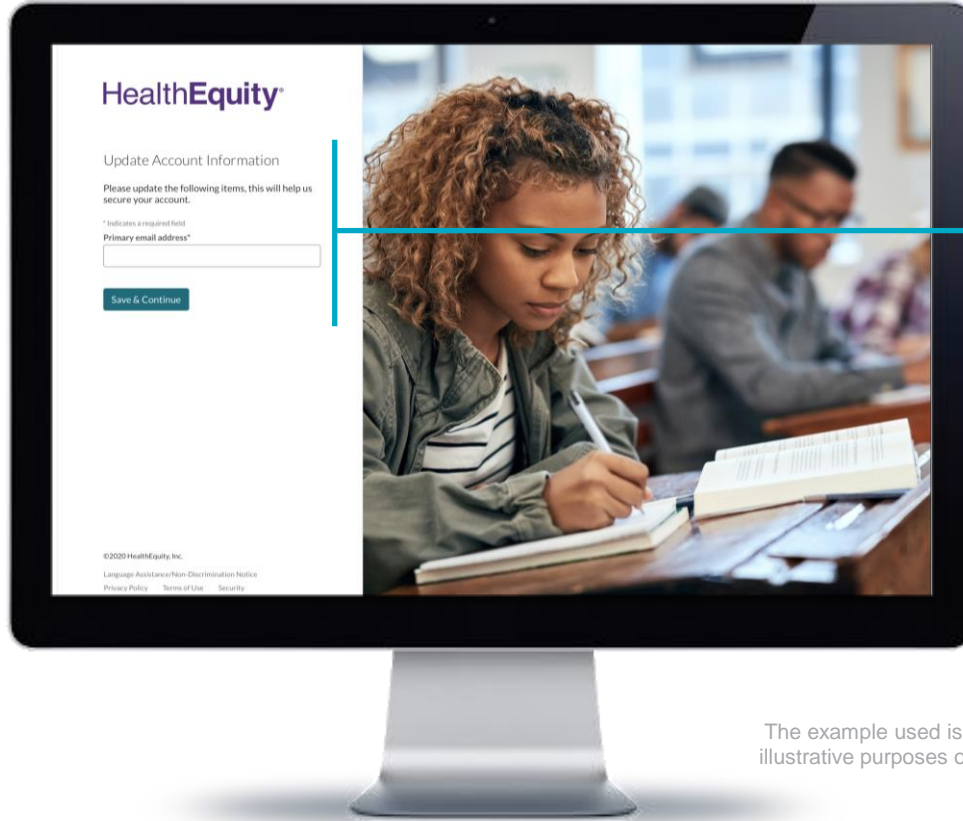 HealthEquity
Update Account Information
Please update the following items, this will help us
secure your account.
* Indicates a required field
Primary email address*
Save & Continue
©2020 HealthEquity, Inc.
Language Assistance/Non-Discrimination Notice
Privacy Policy Terms of Use Security
The example used is
illustrative purposes